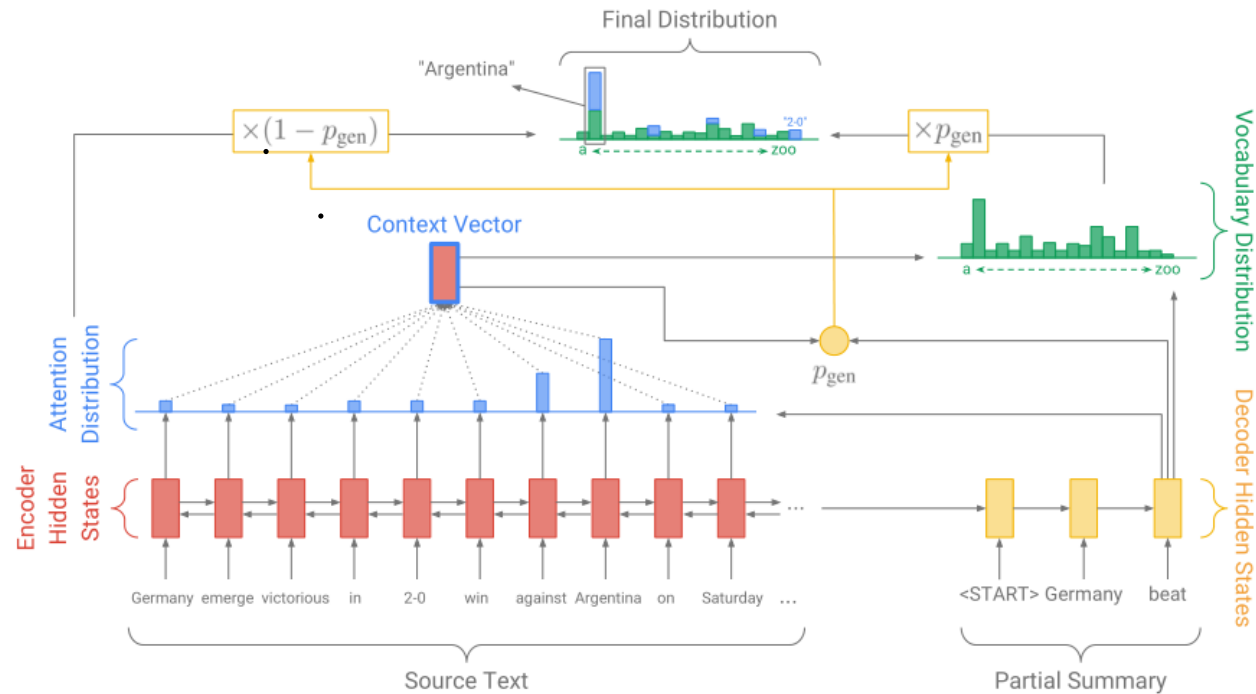 Final Distribution
"Argentina"
×(1 − p_gen)
"2-0"
×p_gen
a
zoo
Vocabulary Distribution
Context Vector
a
zoo
Attention
Distribution
p_gen
Encoder
Hidden
States
...
Decoder Hidden States
Germany emerge victorious in 2-0 win against Argentina on Saturday ...
<START> Germany beat
Source Text
Partial Summary